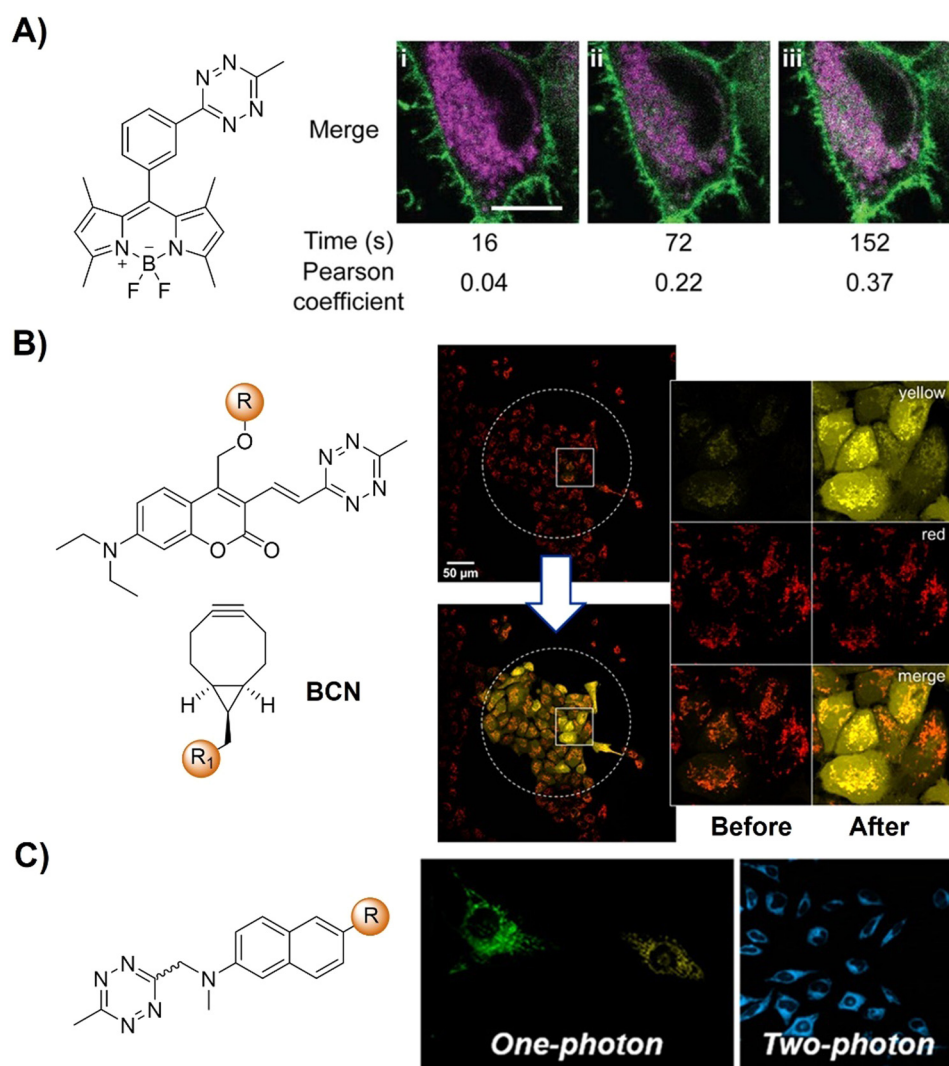 A)
N
N
N
N
N
+
B
−
N
F
F
i
ii
iii
Merge
Time (s)
16
72
152
Pearson
coefficient
0.04
0.22
0.37
B)
R
O
N
N
N
N
N
O
O
H
H
BCN
R1
50 µm
yellow
red
merge
Before
After
C)
R
N
N
N
N
N
One-photon
Two-photon